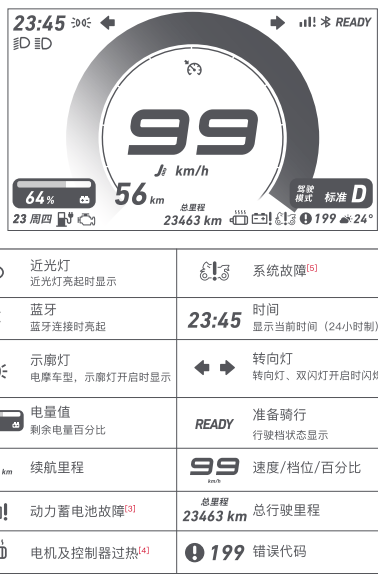 23:45
READY
99
km/h
64%
56 km
驾驶模式 标准 D
23 周四
总里程
23463 km
199
24°
近光灯
近光灯亮起时显示
系统故障[5]
蓝牙
蓝牙连接时亮起
23:45
时间
显示当前时间（24小时制）
示廓灯
电摩车型，示廓灯开启时显示
转向灯
转向灯、双闪灯开启时闪烁
电量值
剩余电量百分比
READY
准备骑行
行驶档状态显示
km
续航里程
99
km/h
速度/档位/百分比
动力蓄电池故障[3]
总里程
23463 km
总行驶里程
电机及控制器过热[4]
199
错误代码